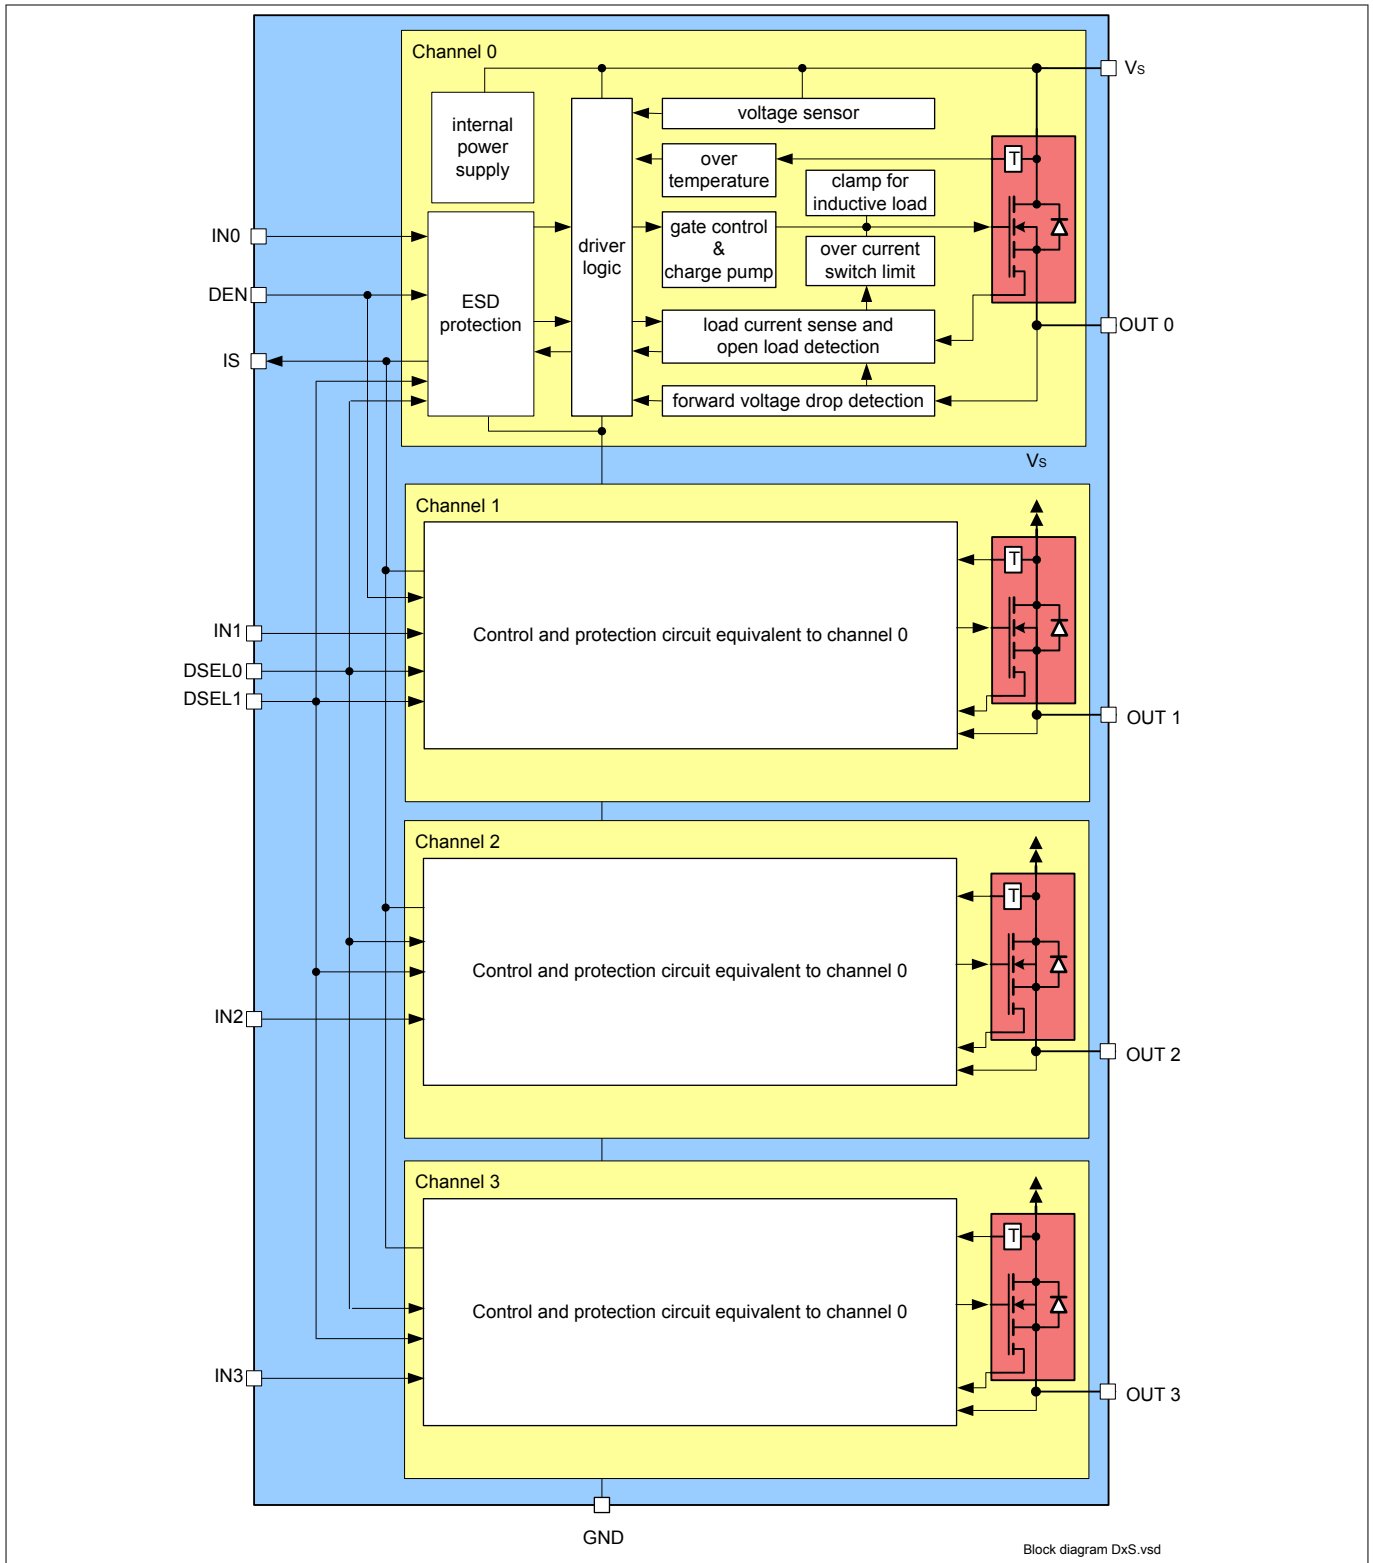 Channel 0
Vs
internal
power
supply
voltage sensor
over
temperature
T
clamp for
inductive load
IN0
driver
logic
gate control
&
charge pump
over current
switch limit
DEN
ESD
protection
load current sense and
open load detection
OUT 0
IS
forward voltage drop detection
Vs
Channel 1
T
IN1
Control and protection circuit equivalent to channel 0
DSEL0
DSEL1
OUT 1
Channel 2
T
Control and protection circuit equivalent to channel 0
IN2
OUT 2
Channel 3
T
Control and protection circuit equivalent to channel 0
IN3
OUT 3
GND
Block diagram DxS.vsd